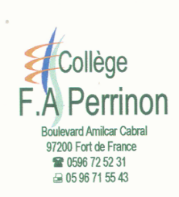 Collège
F.A Perrinon
Boulevard Amilcar Cabral
97200 Fort de France
☎ 0596 72 52 31
📠 05 96 71 55 43